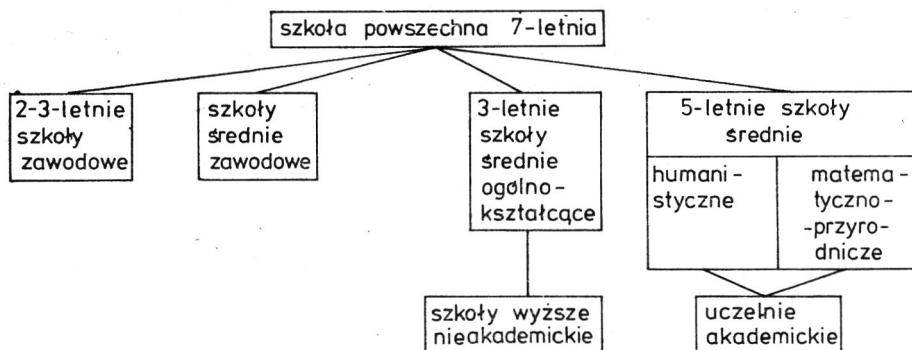 szkoła powszechna 7-letnia
2-3-letnie
szkoły
zawodowe
szkoły
średnie
zawodowe
3-letnie
szkoły
średnie
ogólno-
kształcące
5-letnie szkoły
średnie
humani-
styczne
matema-
tyczno-
-przyro-
dnicze
szkoły wyższe
nieakademickie
uczelnie
akademickie